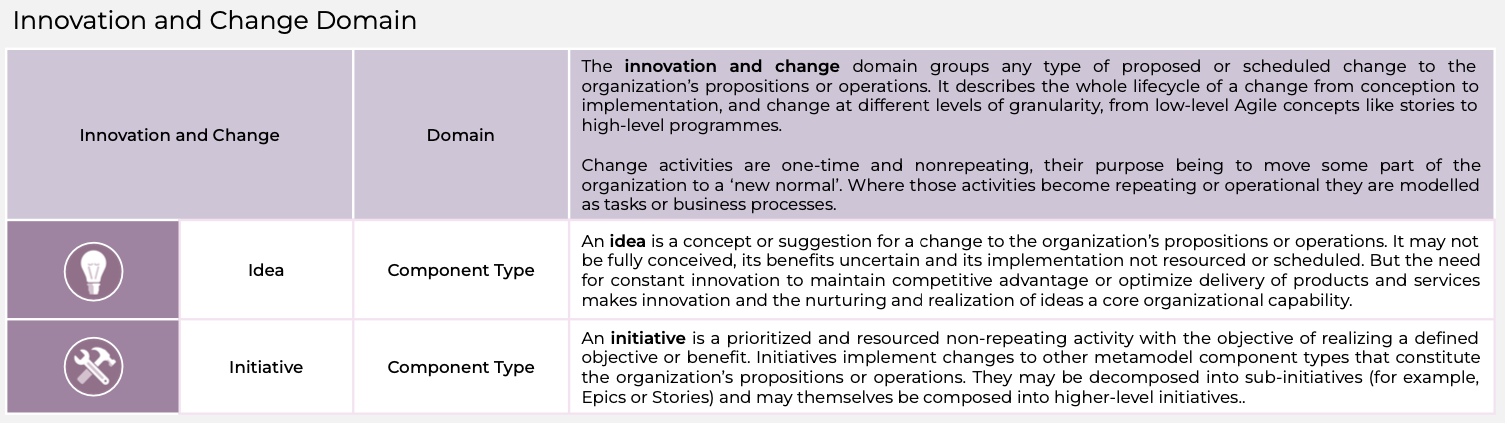 Innovation and Change Domain
Innovation and Change
Domain
The innovation and change domain groups any type of proposed or scheduled change to the
organization's propositions or operations. It describes the whole lifecycle of a change from conception to
implementation, and change at different levels of granularity, from low-level Agile concepts like stories to
high-level programmes.
Change activities are one-time and nonrepeating, their purpose being to move some part of the
organization to a 'new normal'. Where those activities become repeating or operational they are modelled
as tasks or business processes.
Idea
Component Type
An idea is a concept or suggestion for a change to the organization's propositions or operations. It may not
be fully conceived, its benefits uncertain and its implementation not resourced or scheduled. But the need
for constant innovation to maintain competitive advantage or optimize delivery of products and services
makes innovation and the nurturing and realization of ideas a core organizational capability.
Initiative
Component Type
An initiative is a prioritized and resourced non-repeating activity with the objective of realizing a defined
objective or benefit. Initiatives implement changes to other metamodel component types that constitute
the organization's propositions or operations. They may be decomposed into sub-initiatives (for example,
Epics or Stories) and may themselves be composed into higher-level initiatives..